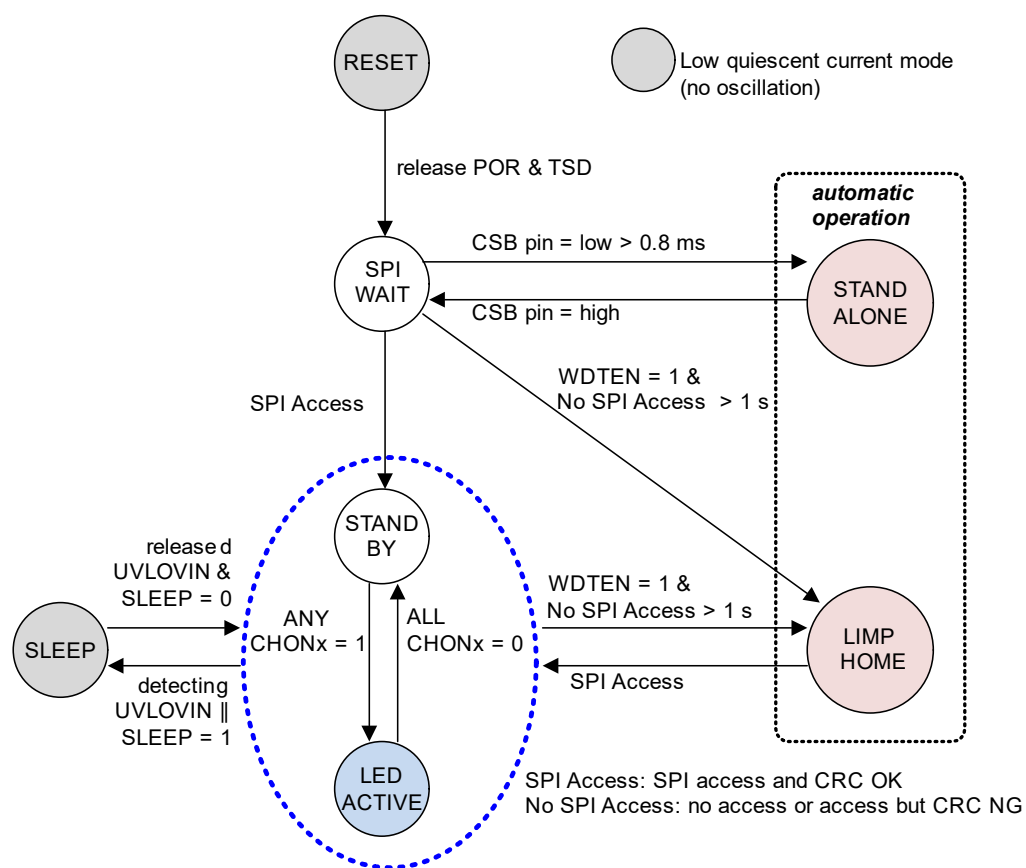 RESET
Low quiescent current mode
(no oscillation)
release POR & TSD
automatic
operation
CSB pin = low > 0.8 ms
SPI
WAIT
STAND
ALONE
CSB pin = high
WDTEN = 1 &
No SPI Access > 1 s
SPI Access
STAND
BY
released
UVLOVIN &
SLEEP = 0
ANY
CHONx = 1
ALL
CHONx = 0
WDTEN = 1 &
No SPI Access > 1 s
SLEEP
LIMP
HOME
SPI Access
detecting
UVLOVIN ||
SLEEP = 1
LED
ACTIVE
SPI Access: SPI access and CRC OK
No SPI Access: no access or access but CRC NG